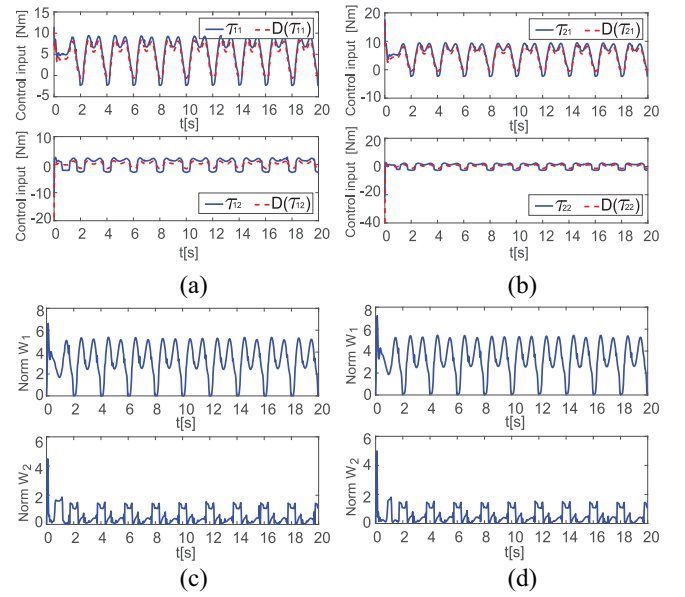 Control input [Nm]
15
10
5
0
5
τ11 D(τ11)
0 2 4 6 8 10 12 14 16 18 20
t[s]
Control input [Nm]
10
0
-10
-20
τ12 D(τ12)
0 2 4 6 8 10 12 14 16 18 20
t[s]
(a)
Control input [Nm]
20
10
0
10
τ21 D(τ21)
0 2 4 6 8 10 12 14 16 18 20
t[s]
Control input [Nm]
20
0
-20
-40
τ22 D(τ22)
0 2 4 6 8 10 12 14 16 18 20
t[s]
(b)
Norm W1
8
6
4
2
0
0 2 4 6 8 10 12 14 16 18 20
Norm W2
6
4
2
0
0 2 4 6 8 10 12 14 16 18 20
t[s]
(c)
Norm W1
8
6
4
2
0
0 2 4 6 8 10 12 14 16 18 20
Norm W2
6
4
2
0
0 2 4 6 8 10 12 14 16 18 20
t[s]
(d)